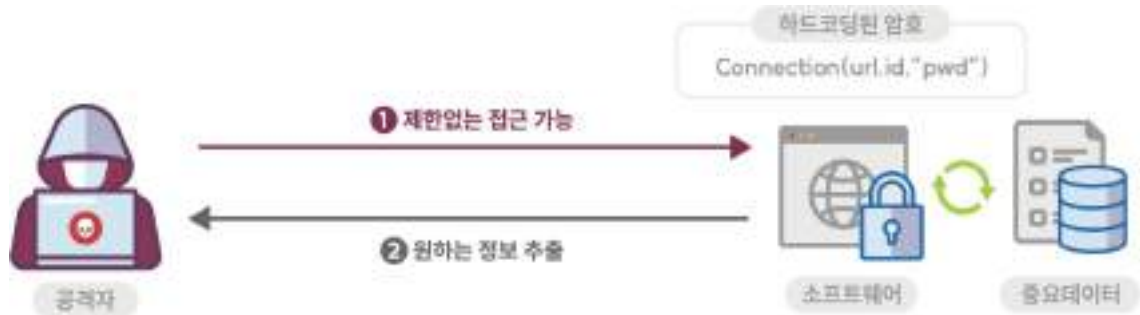 하드코딩된 암호
Connection(url.id,"pwd")
1 제한없는 접근 가능
2 원하는 정보 추출
공격자
소프트웨어
중요데이터